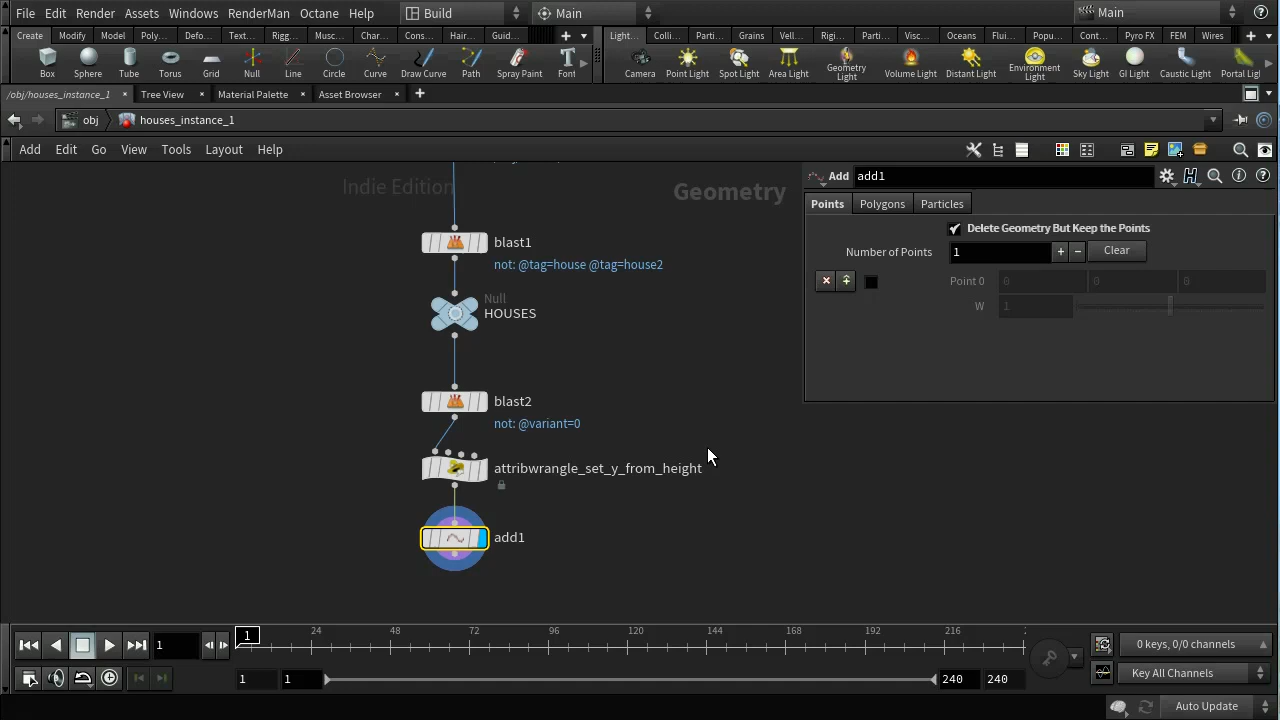 File Edit Render Assets Windows RenderMan Octane Help Build Main Main
Create Modify Model Poly... Defo... Text... Rigg... Musc... Char... Cons... Hair... Guid... Light... Colli... Parti... Grains Vell... Rigi... Parti... Visc... Oceans Flui... Popu... Cont... Pyro FX FEM Wires
Box Sphere Tube Torus Grid Null Line Circle Curve Draw Curve Path Spray Paint Font Camera Point Light Spot Light Area Light Geometry Light Volume Light Distant Light Environment Light Sky Light GI Light Caustic Light Portal Ligl
/obj/houses_instance_1 Tree View Material Palette Asset Browser
obj houses_instance_1
Add Edit Go View Tools Layout Help
Indie Edition
Geometry
blast1
not: @tag=house @tag=house2
Null
HOUSES
blast2
not: @variant=0
attribwrangle_set_y_from_height
add1
Add add1
Points Polygons Particles
Delete Geometry But Keep the Points
Number of Points 1 Clear
Point 0 0 0 0
W 1
1 1 24 48 72 96 120 144 168 192 216 0 keys, 0/0 channels
1 1 240 240 Key All Channels
Auto Update